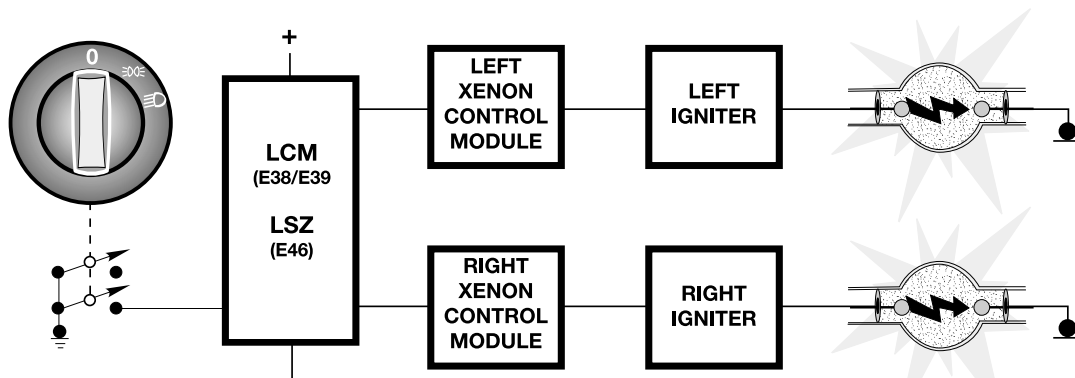 0
+
LCM
(E38/E39
LSZ
(E46)
LEFT
XENON
CONTROL
MODULE
LEFT
IGNITER
RIGHT
XENON
CONTROL
MODULE
RIGHT
IGNITER